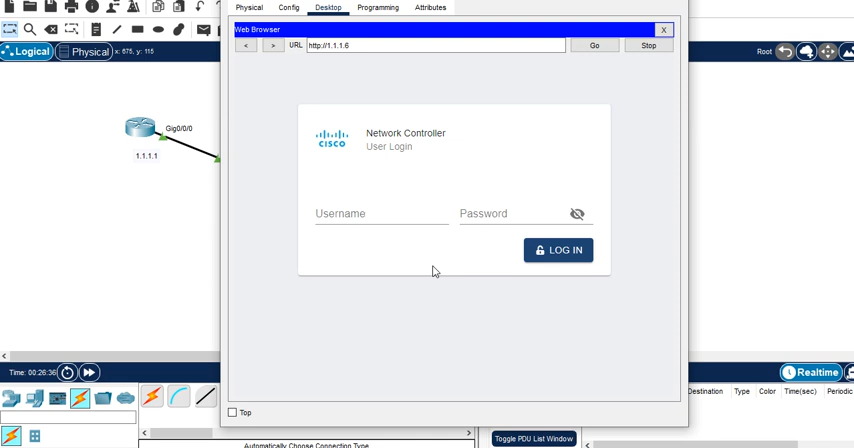 Physical Config Desktop Programming Attributes
Web Browser X
< > URL http://1.1.1.6 Go Stop
Logical Physical x: 675, y: 115 Root
Gig0/0/0
1.1.1.1
CISCO
Network Controller
User Login
Username Password
LOG IN
Time: 00:26:36 Realtime
Top
Destination Type Color Time(sec) Periodic
Automatically Choose Connection Type
Toggle PDU List Window